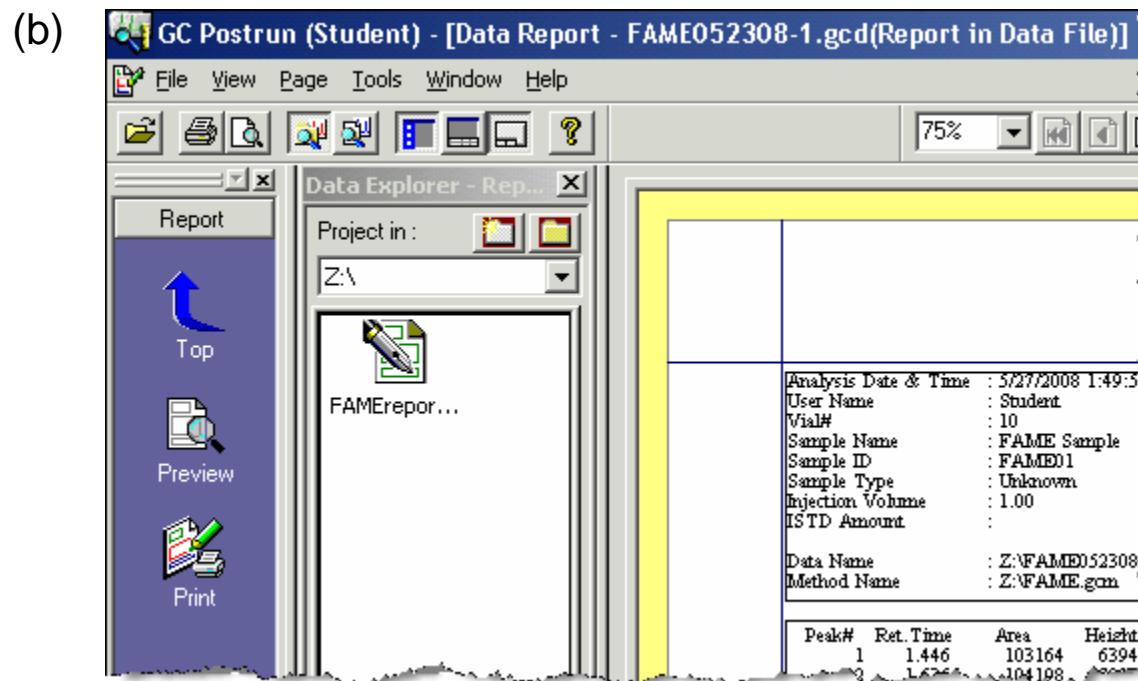 (b)
GC Postrun (Student) - [Data Report - FAME052308-1.gcd(Report in Data File)]
File View Page Tools Window Help
75%
Report
Top
Preview
Print
Data Explorer - Rep...
Project in :
Z:\
FAMErepor...
Analysis Date & Time : 5/27/2008 1:49:5
User Name : Student
Vial# : 10
Sample Name : FAME Sample
Sample ID : FAME01
Sample Type : Unknown
Injection Volume : 1.00
ISTD Amount :
Data Name : Z:\FAME052308
Method Name : Z:\FAME.gcm
Peak# Ret.Time Area Height
1 1.446 103164 6394
104198